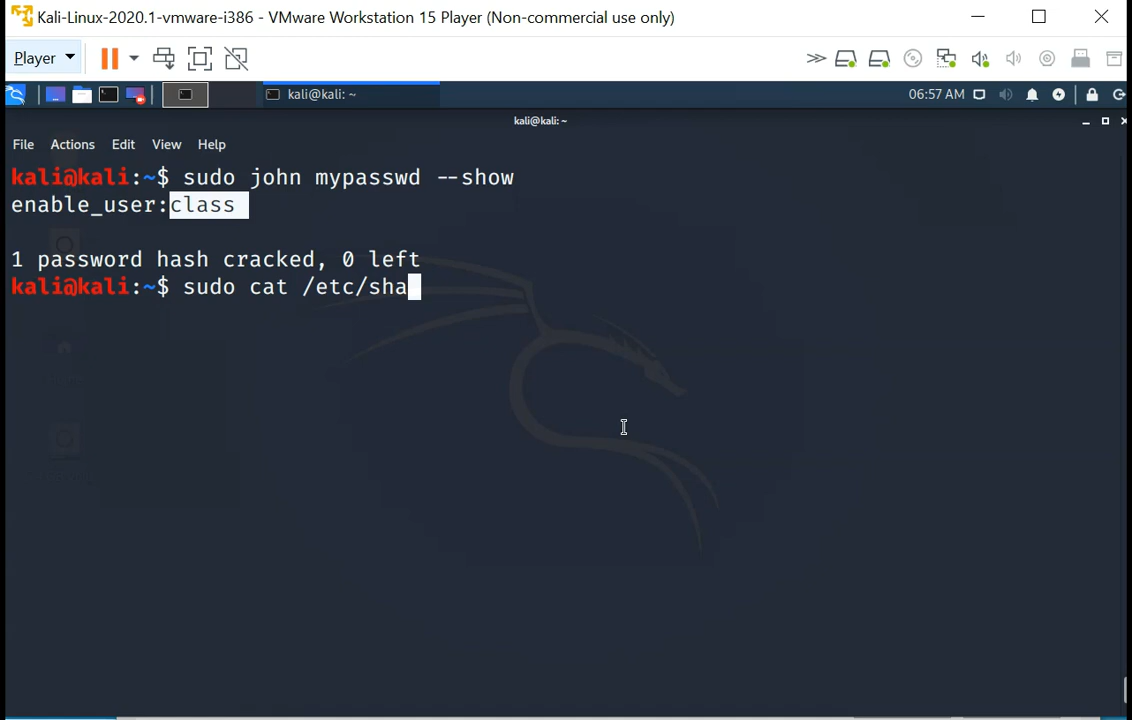 Kali-Linux-2020.1-vmware-i386 - VMware Workstation 15 Player (Non-commercial use only)
Player
kali@kali: ~
06:57 AM
kali@kali:~
File Actions Edit View Help
kali@kali:~$ sudo john mypasswd --show
enable_user:class
1 password hash cracked, 0 left
kali@kali:~$ sudo cat /etc/sha